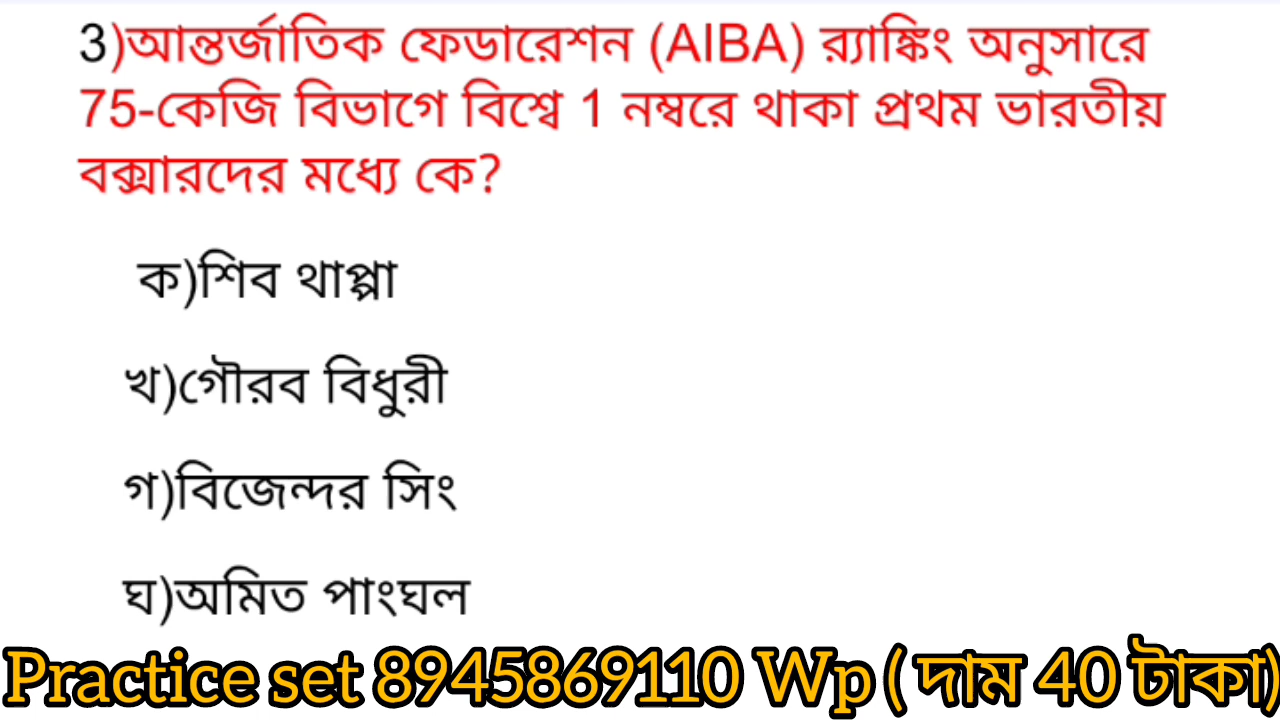 3)আন্তর্জাতিক ফেডারেশন (AIBA) র‍্যাঙ্কিং অনুসারে
75-কেজি বিভাগে বিশ্বে 1 নম্বরে থাকা প্রথম ভারতীয়
বক্সারদের মধ্যে কে?
ক)শিব থাপ্পা
খ)গৌরব বিধুরী
গ)বিজেন্দর সিং
ঘ)অমিত পাংঘল
Practice set 8945869110 Wp ( দাম 40 টাকা)